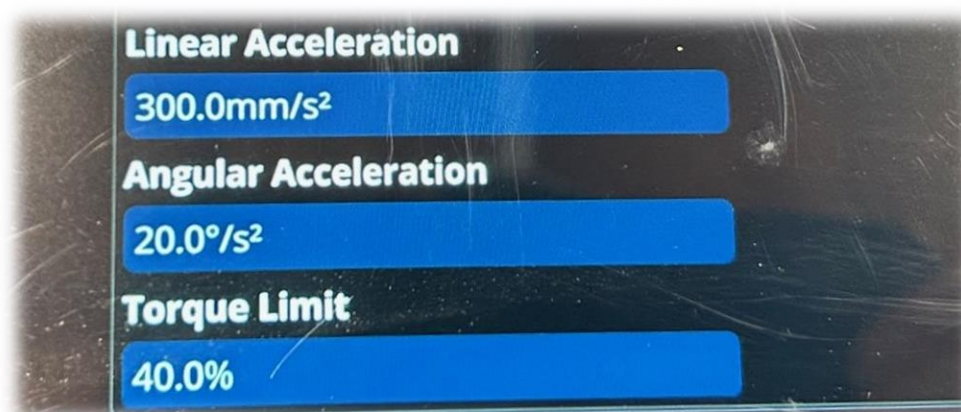 Linear Acceleration
300.0mm/s²
Angular Acceleration
20.0°/s²
Torque Limit
40.0%